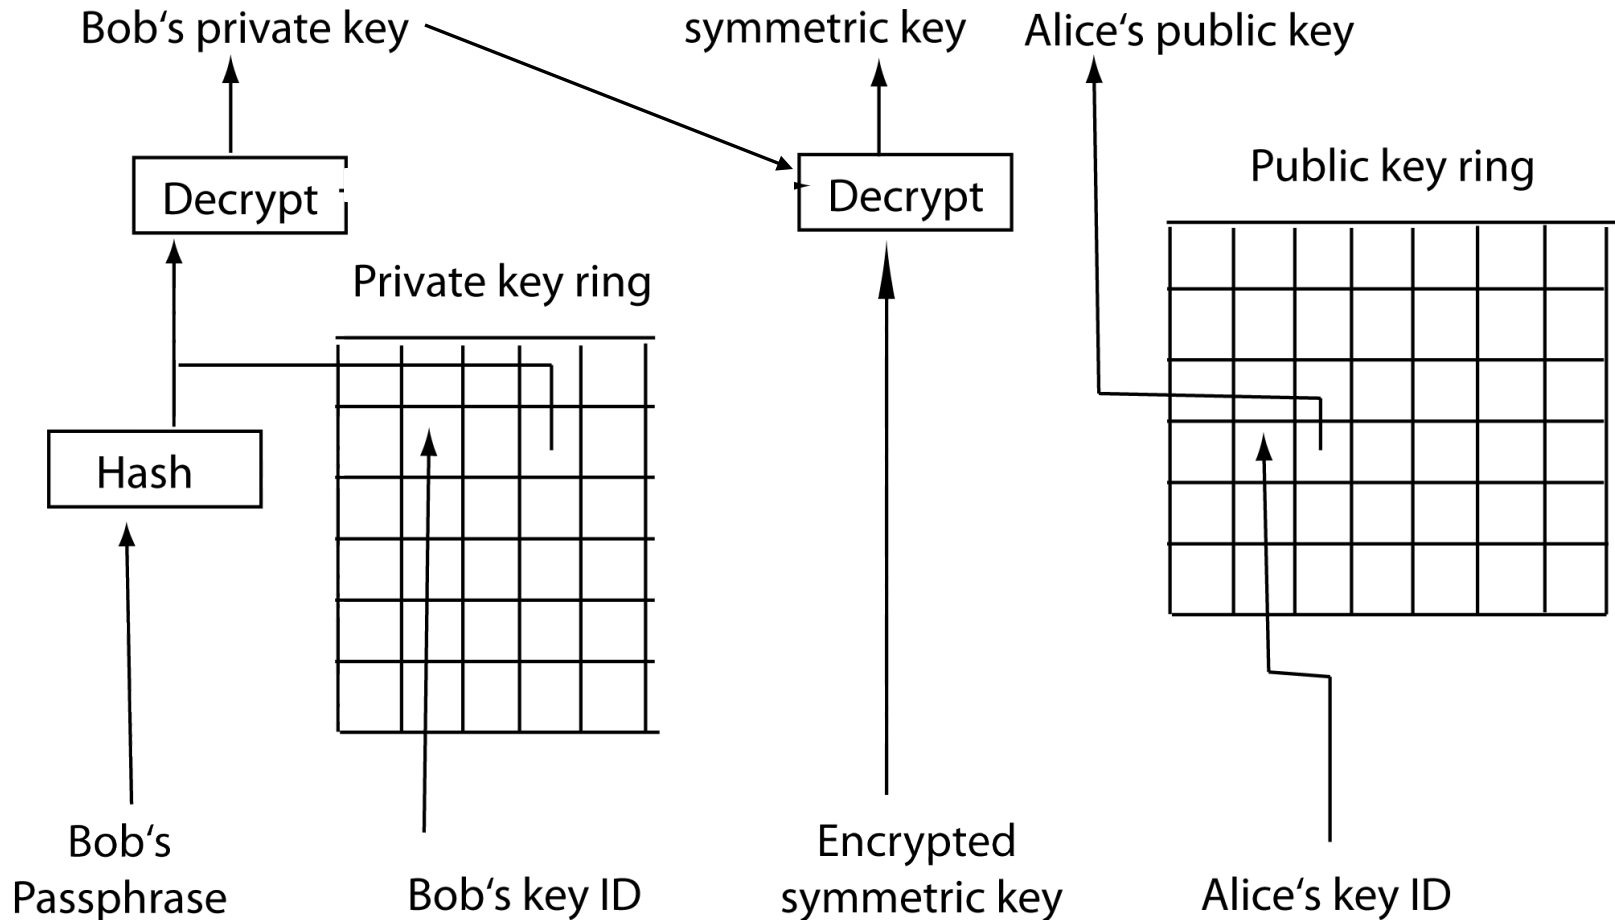 Bob‘s private key
symmetric key
Alice‘s public key
Decrypt
Decrypt
Public key ring
Private key ring
Hash
Bob‘s
Passphrase
Bob‘s key ID
Encrypted
symmetric key
Alice‘s key ID